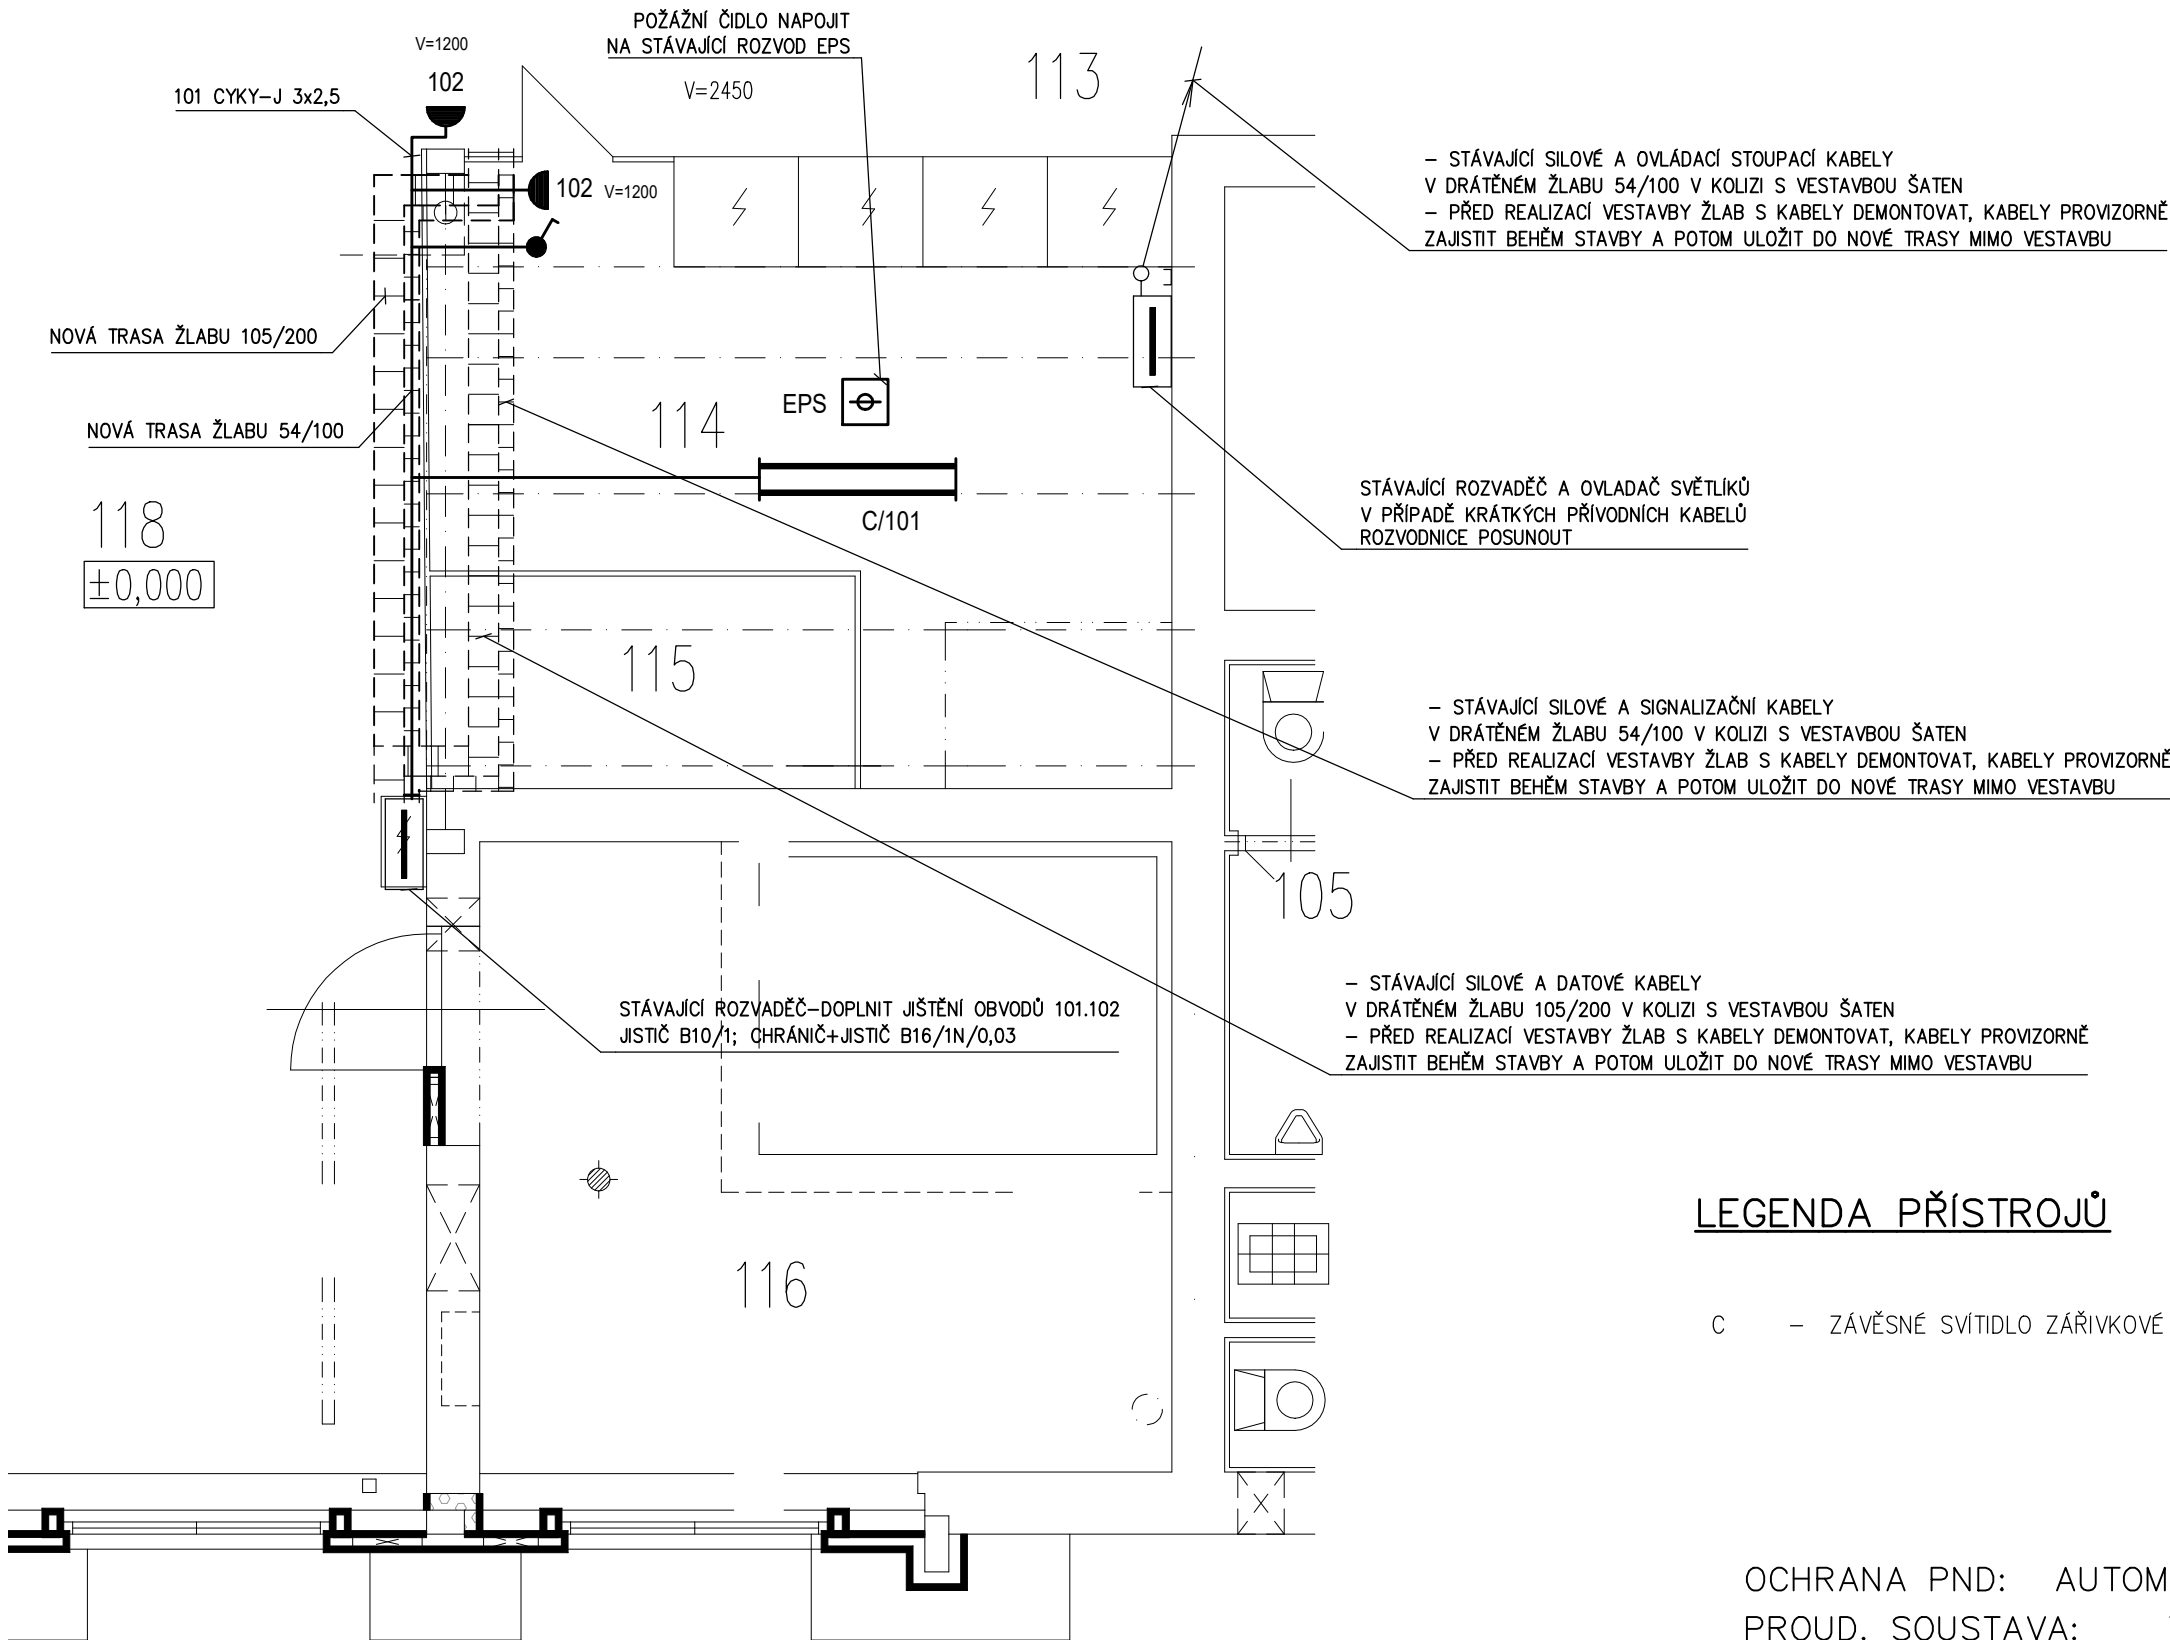 POŽÁŽNÍ ČIDLO NAPOJIT
NA STÁVAJÍCÍ ROZVOD EPS
V=1200
102
V=2450
113
101 CYKY-J 3x2,5
- STÁVAJÍCÍ SILOVÉ A OVLÁDACÍ STOUPACÍ KABELY
V DRÁTĚNÉM ŽLABU 54/100 V KOLIZI S VESTAVBOU ŠATEN
- PŘED REALIZACÍ VESTAVBY ŽLAB S KABELY DEMONTOVAT, KABELY PROVIZORNĚ
ZAJISTIT BEHĚM STAVBY A POTOM ULOŽIT DO NOVÉ TRASY MIMO VESTAVBU
102 V=1200
NOVÁ TRASA ŽLABU 105/200
EPS
114
NOVÁ TRASA ŽLABU 54/100
C/101
STÁVAJÍCÍ ROZVADĚČ A OVLADAČ SVĚTLÍKŮ
V PŘÍPADĚ KRÁTKÝCH PŘÍVODNÍCH KABELŮ
ROZVODNICE POSUNOUT
118
±0,000
115
- STÁVAJÍCÍ SILOVÉ A SIGNALIZAČNÍ KABELY
V DRÁTĚNÉM ŽLABU 54/100 V KOLIZI S VESTAVBOU ŠATEN
- PŘED REALIZACÍ VESTAVBY ŽLAB S KABELY DEMONTOVAT, KABELY PROVIZORNĚ
ZAJISTIT BEHĚM STAVBY A POTOM ULOŽIT DO NOVÉ TRASY MIMO VESTAVBU
105
- STÁVAJÍCÍ SILOVÉ A DATOVÉ KABELY
V DRÁTĚNÉM ŽLABU 105/200 V KOLIZI S VESTAVBOU ŠATEN
- PŘED REALIZACÍ VESTAVBY ŽLAB S KABELY DEMONTOVAT, KABELY PROVIZORNĚ
ZAJISTIT BEHĚM STAVBY A POTOM ULOŽIT DO NOVÉ TRASY MIMO VESTAVBU
STÁVAJÍCÍ ROZVADĚČ-DOPLNIT JIŠTĚNÍ OBVODŮ 101.102
JISTIČ B10/1; CHRÁNIČ+JISTIČ B16/1N/0,03
116
LEGENDA PŘÍSTROJŮ
C - ZÁVĚSNÉ SVÍTIDLO ZÁŘIVKOVÉ
OCHRANA PND: AUTOM
PROUD. SOUSTAVA: